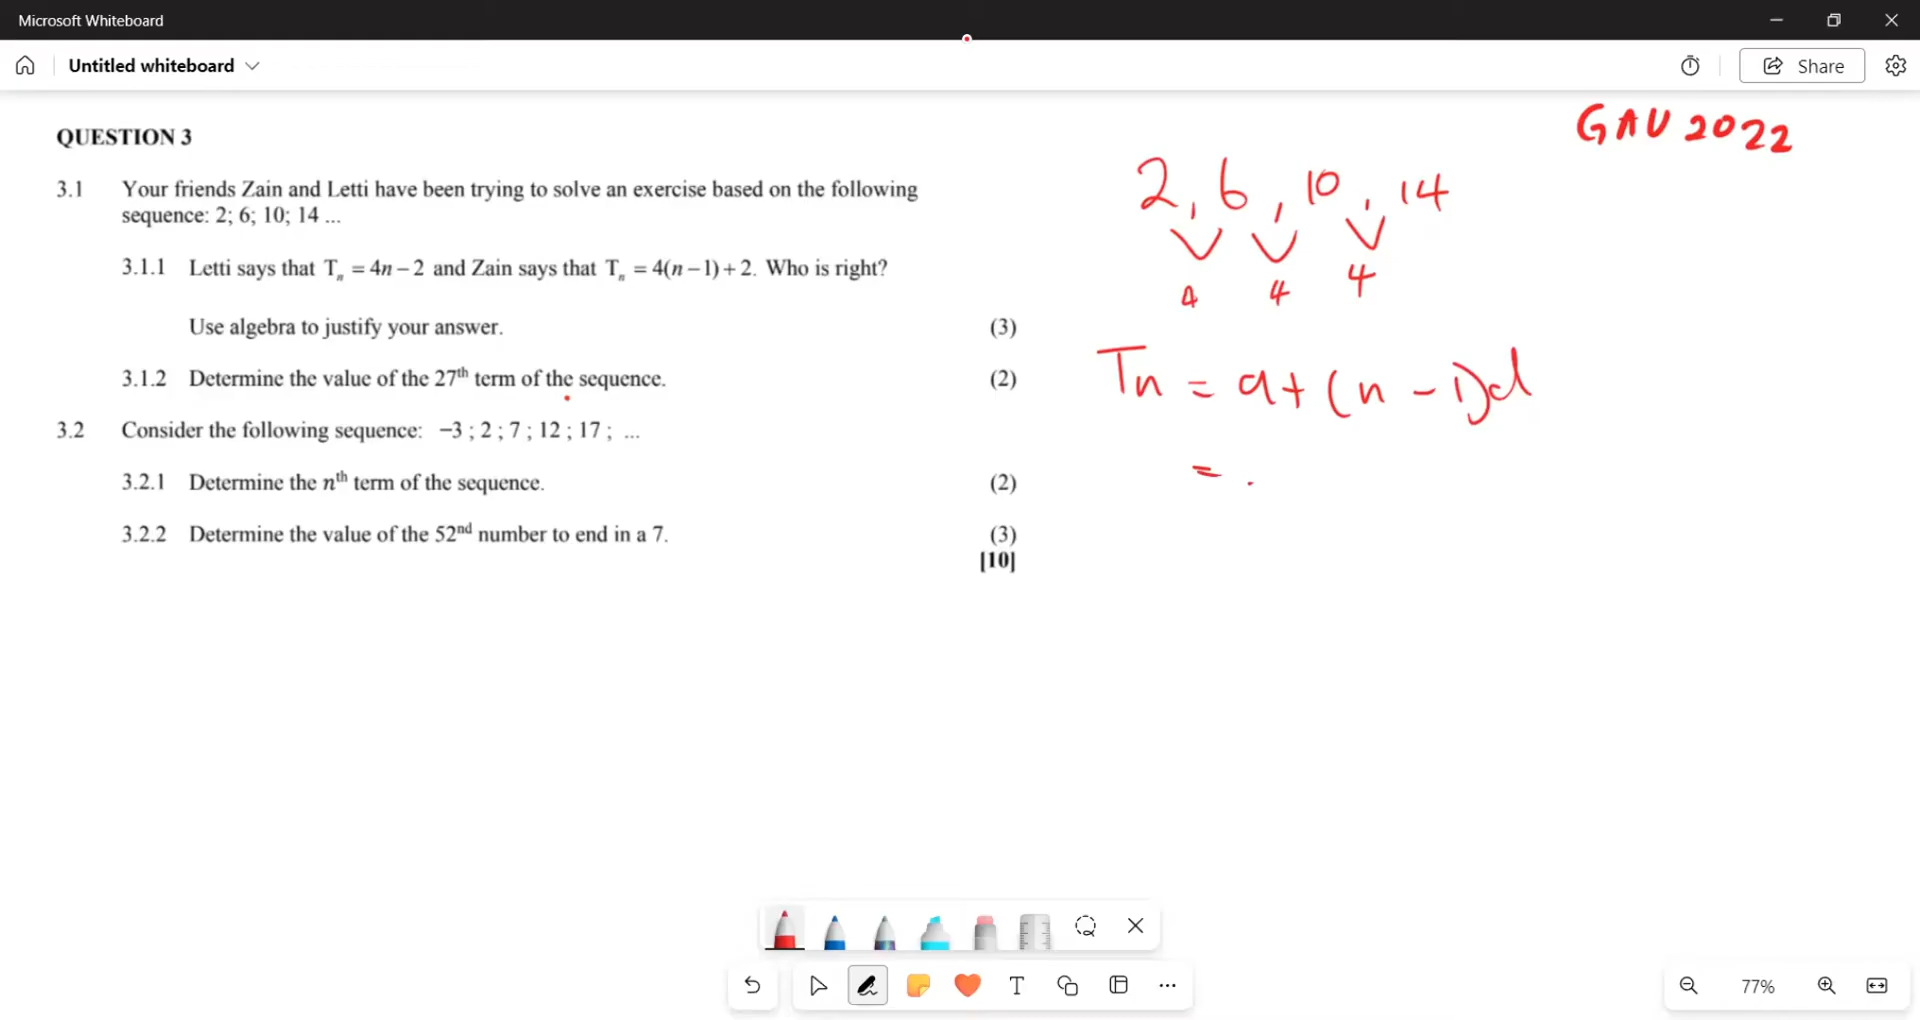 Microsoft Whiteboard
Untitled whiteboard
Share
QUESTION 3
3.1 Your friends Zain and Letti have been trying to solve an exercise based on the following
sequence: 2; 6; 10; 14 ...
3.1.1 Letti says that Tₙ = 4n − 2 and Zain says that Tₙ = 4(n − 1) + 2. Who is right?
Use algebra to justify your answer. (3)
3.1.2 Determine the value of the 27th term of the sequence. (2)
3.2 Consider the following sequence: −3 ; 2 ; 7 ; 12 ; 17 ; ...
3.2.1 Determine the nth term of the sequence. (2)
3.2.2 Determine the value of the 52nd number to end in a 7. (3)
[10]
GAU 2022
2, 6, 10, 14
4 4 4
Tn = a + (n - 1)d
=
77%